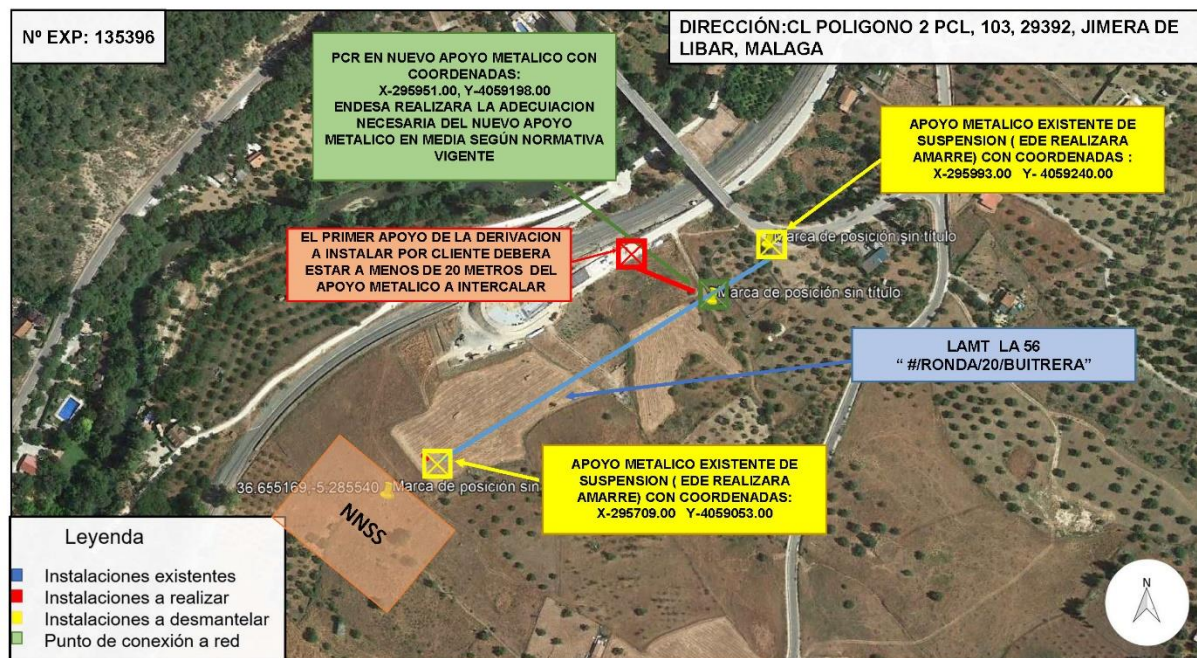 Nº EXP: 135396
DIRECCIÓN:CL POLIGONO 2 PCL, 103, 29392, JIMERA DE
LIBAR, MALAGA
PCR EN NUEVO APOYO METALICO CON
COORDENADAS:
X-295951.00, Y-4059198.00
ENDESA REALIZARA LA ADECUIACION
NECESARIA DEL NUEVO APOYO
METALICO EN MEDIA SEGÚN NORMATIVA
VIGENTE
APOYO METALICO EXISTENTE DE
SUSPENSION ( EDE REALIZARA
AMARRE) CON COORDENADAS :
X-295993.00 Y- 4059240.00
EL PRIMER APOYO DE LA DERIVACION
A INSTALAR POR CLIENTE DEBERA
ESTAR A MENOS DE 20 METROS DEL
APOYO METALICO A INTERCALAR
Marca de posición sin título
Marca de posición sin título
LAMT LA 56
“ #/RONDA/20/BUITRERA”
APOYO METALICO EXISTENTE DE
SUSPENSION ( EDE REALIZARA
AMARRE) CON COORDENADAS:
X-295709.00 Y-4059053.00
36.655169,-5.285540
Marca de posición sin
NNSS
Leyenda
Instalaciones existentes
Instalaciones a realizar
Instalaciones a desmantelar
Punto de conexión a red
N